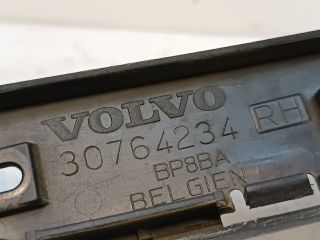 VOLVO
30764234 RH
BP8BA
BELGIEN